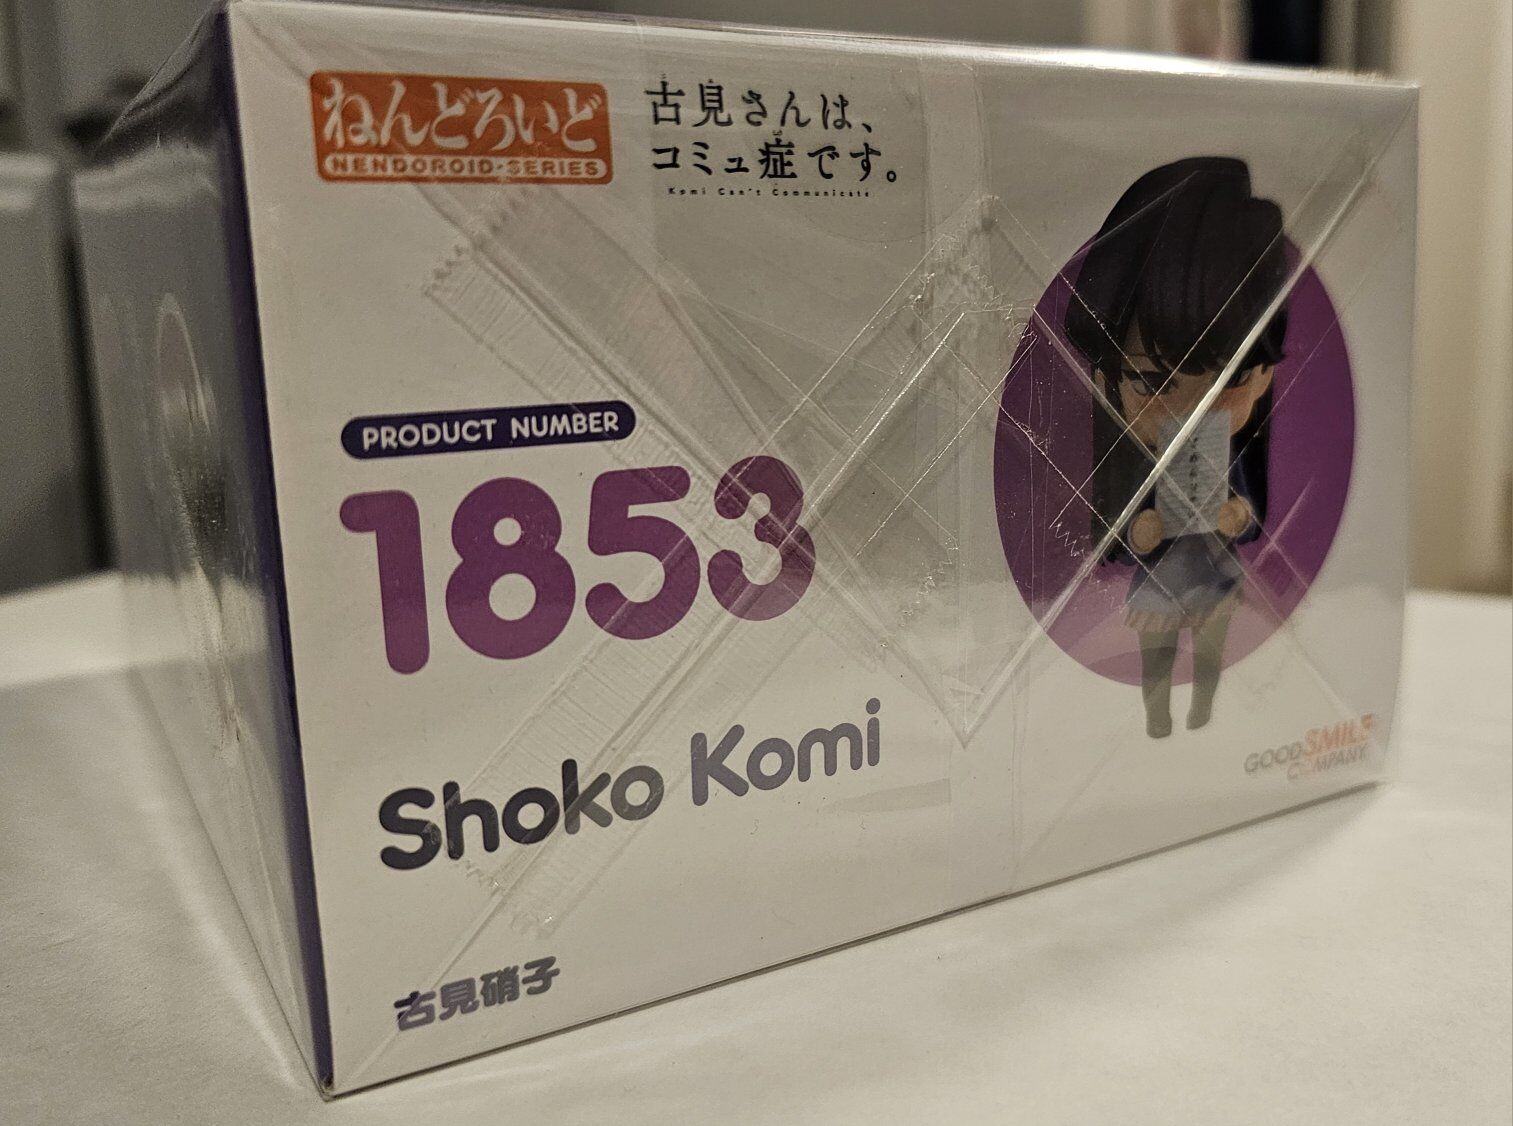 ねんどろいど
NENDOROID·SERIES
古見さんは、
コミュ症です。
Komi Can't Communicate
PRODUCT NUMBER
1853
Shoko Komi
古見硝子
GOOD SMILE
COMPANY